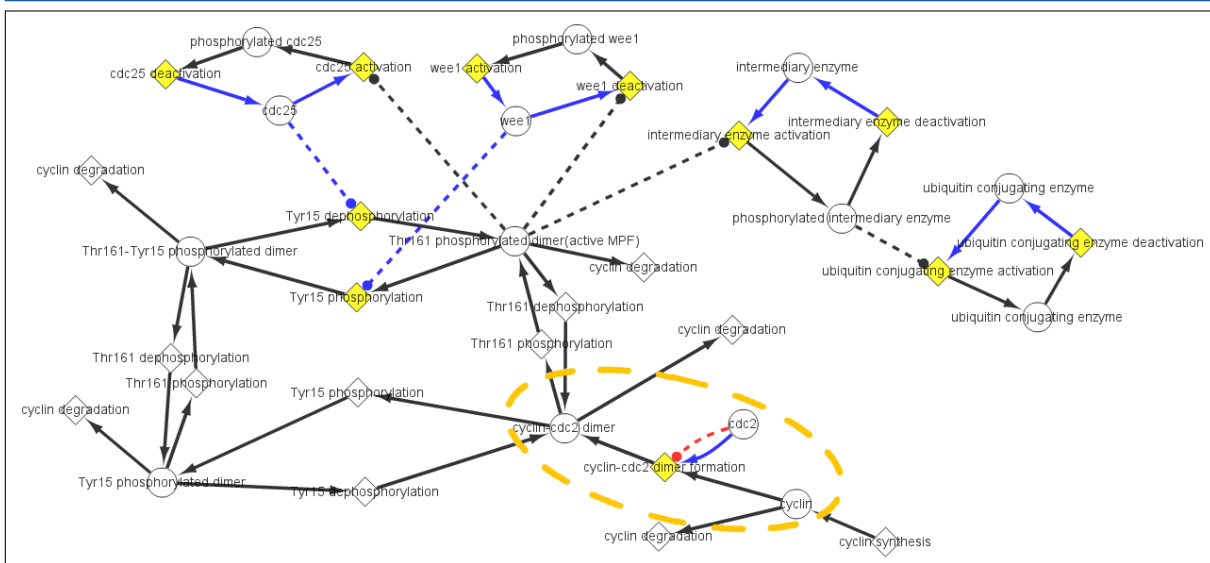 phosphorylated cdc25
phosphorylated wee1
cdc25 deactivation
cdc25 activation
wee1 activation
wee1 deactivation
intermediary enzyme
cdc25
wee1
intermediary enzyme deactivation
intermediary enzyme activation
cyclin degradation
ubiquitin conjugating enzyme
Tyr15 dephosphorylation
phosphorylated intermediary enzyme
Thr161-Tyr15 phosphorylated dimer
Thr161 phosphorylated dimer(active MPF)
ubiquitin conjugating enzyme deactivation
cyclin degradation
ubiquitin conjugating enzyme activation
Tyr15 phosphorylation
Thr161 dephosphorylation
ubiquitin conjugating enzyme
cyclin degradation
Thr161 phosphorylation
Thr161 dephosphorylation
Thr161 phosphorylation
Tyr15 phosphorylation
cyclin degradation
cdc2
cyclin-cdc2 dimer
cyclin-cdc2 dimer formation
Tyr15 phosphorylated dimer
Tyr15 dephosphorylation
cyclin
cyclin degradation
cyclin synthesis